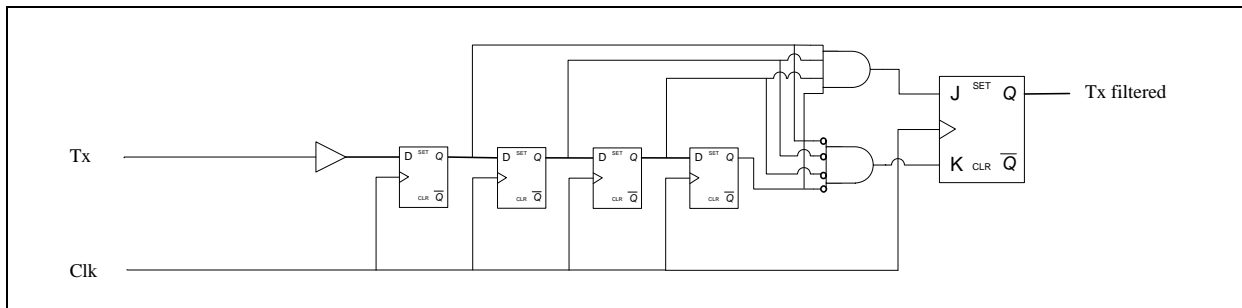 Tx
Clk
D SET Q
CLR Q
D SET Q
CLR Q
D SET Q
CLR Q
D SET Q
CLR Q
J SET Q
K CLR Q
Tx filtered